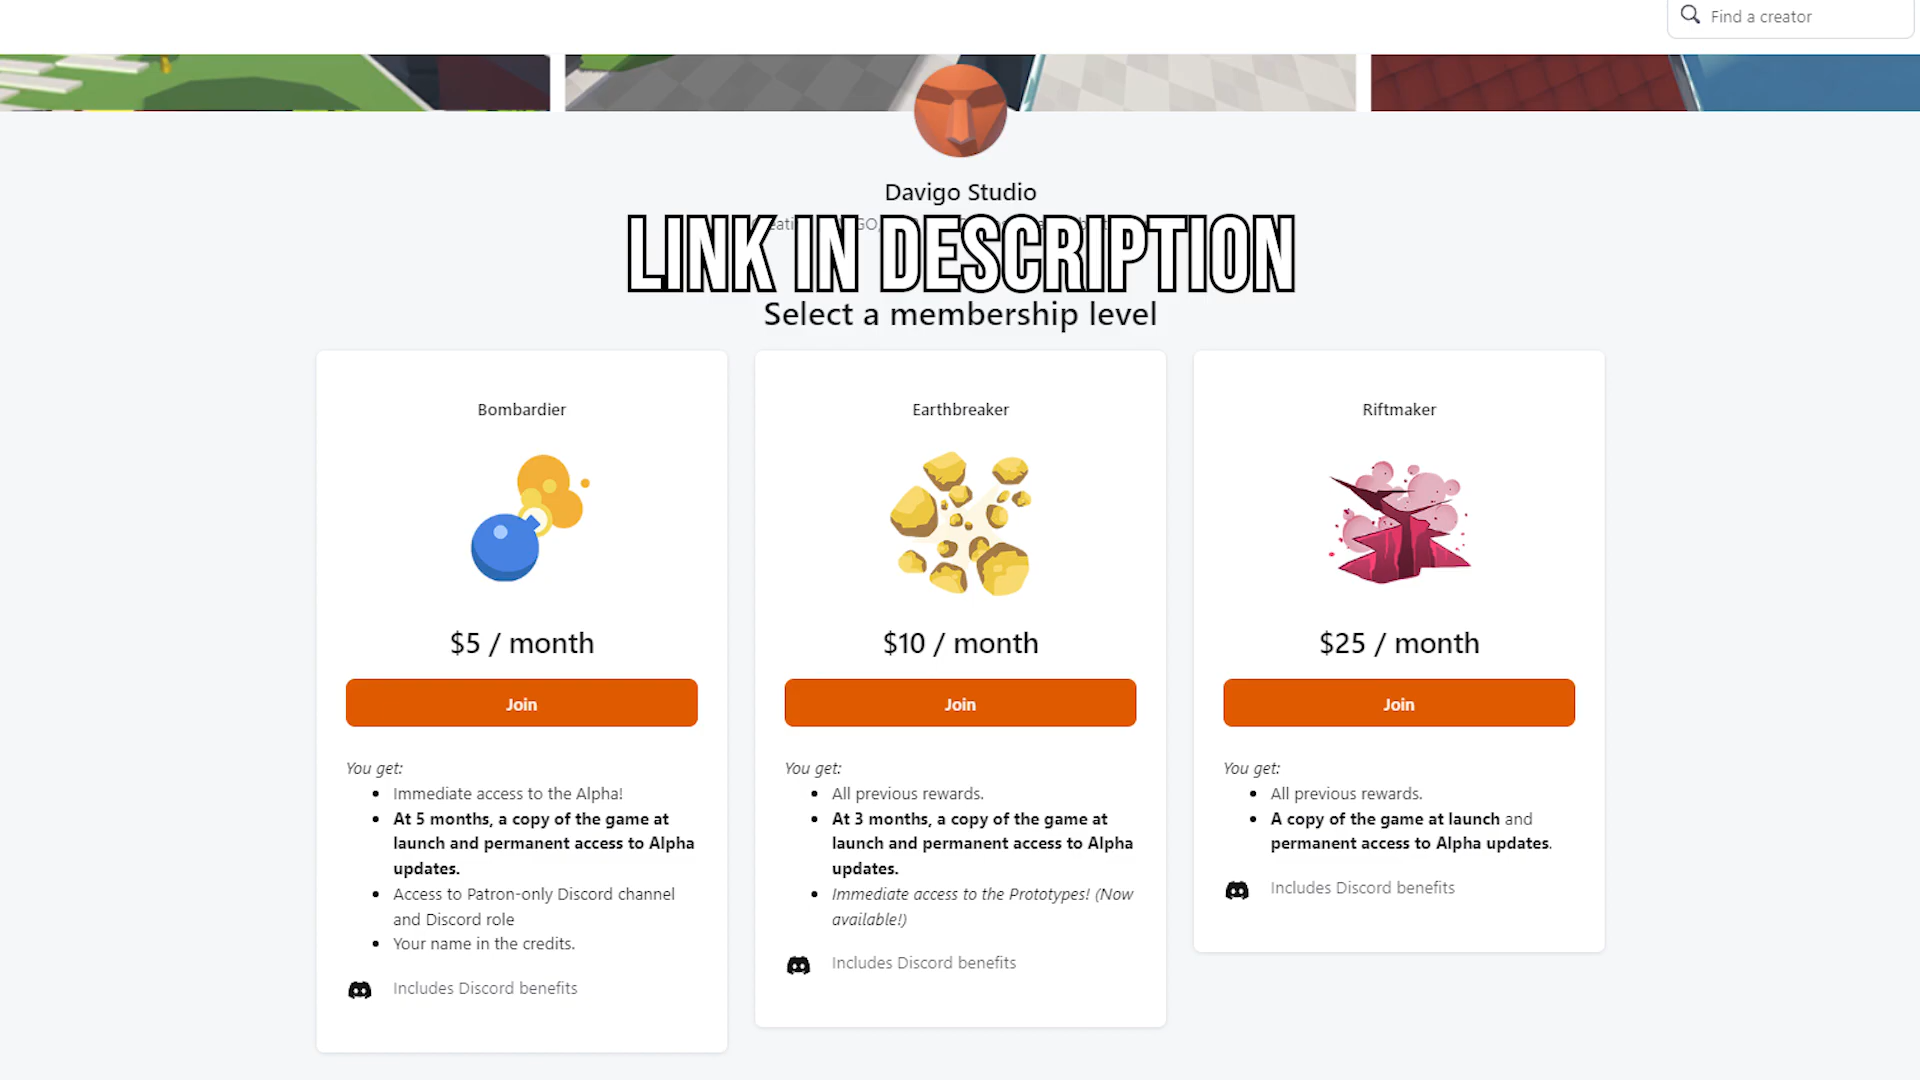 Find a creator
Davigo Studio
LINK IN DESCRIPTION
Select a membership level
Bombardier
$5 / month
Join
You get:
Immediate access to the Alpha!
At 5 months, a copy of the game at
launch and permanent access to Alpha
updates.
Access to Patron-only Discord channel
and Discord role
Your name in the credits.
Includes Discord benefits
Earthbreaker
$10 / month
Join
You get:
All previous rewards.
At 3 months, a copy of the game at
launch and permanent access to Alpha
updates.
Immediate access to the Prototypes! (Now
available!)
Includes Discord benefits
Riftmaker
$25 / month
Join
You get:
All previous rewards.
A copy of the game at launch and
permanent access to Alpha updates.
Includes Discord benefits